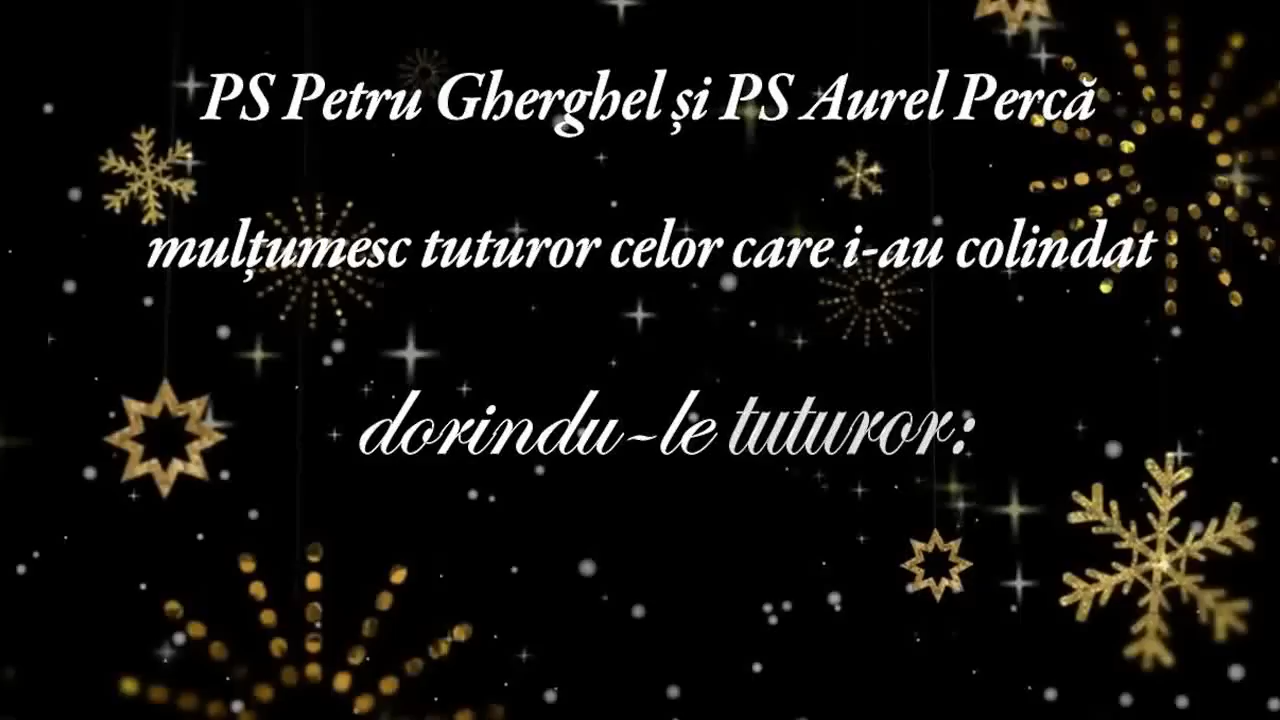 PS Petru Gherghel și PS Aurel Percă
mulțumesc tuturor celor care i-au colindat
dorindu-le tuturor: